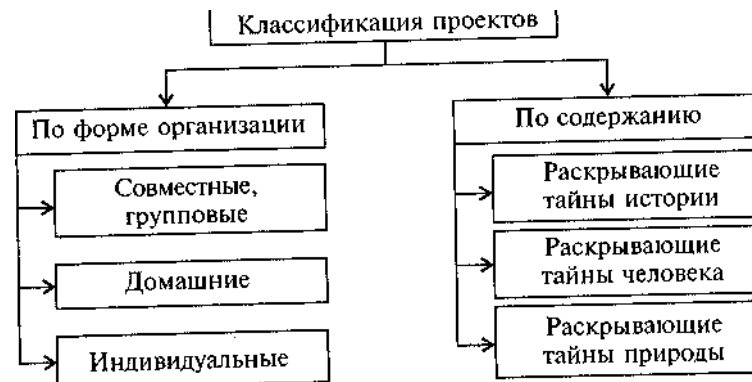 Классификация проектов
По форме организации
Совместные,
групповые
Домашние
Индивидуальные
По содержанию
Раскрывающие
тайны истории
Раскрывающие
тайны человека
Раскрывающие
тайны природы